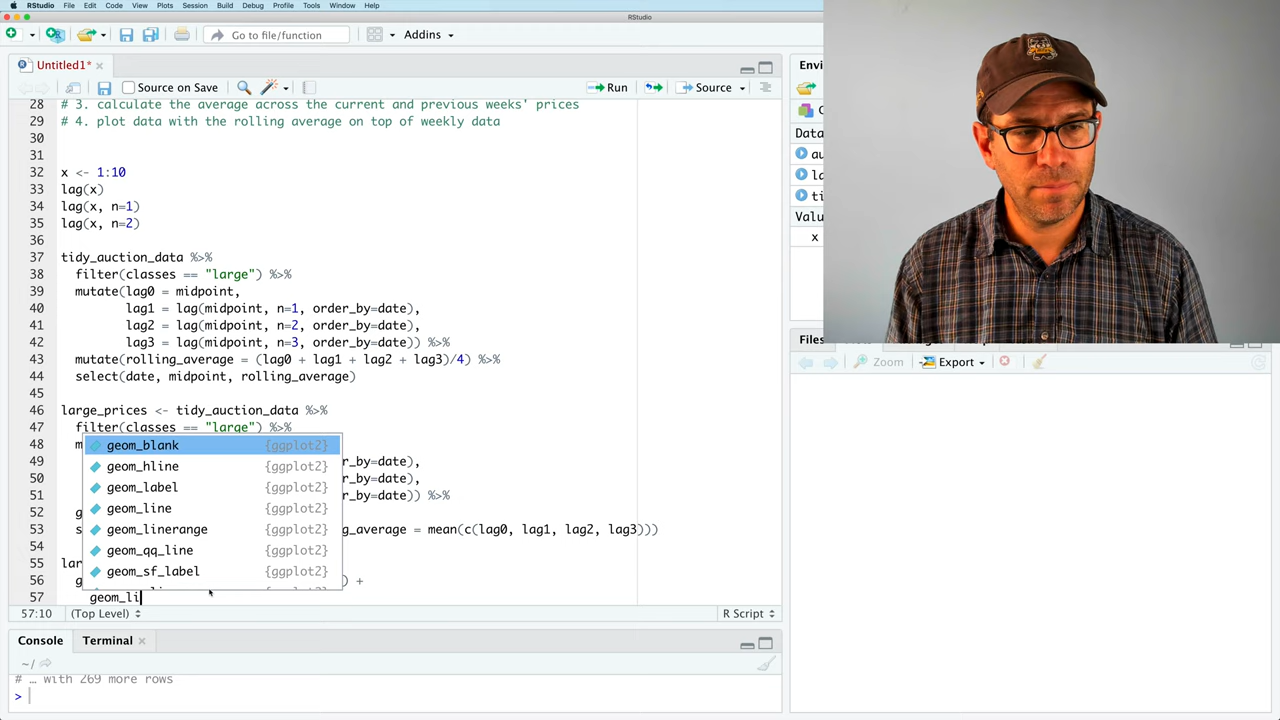 RStudio File Edit Code View Plots Session Build Debug Profile Tools Window Help
RStudio
Go to file/function
Addins
Untitled1*
Source on Save
Run
Source
28 # 3. calculate the average across the current and previous weeks' prices
29 # 4. plot data with the rolling average on top of weekly data
30
31
32 x <- 1:10
33 lag(x)
34 lag(x, n=1)
35 lag(x, n=2)
36
37 tidy_auction_data %>%
38 filter(classes == "large") %>%
39 mutate(lag0 = midpoint,
40 lag1 = lag(midpoint, n=1, order_by=date),
41 lag2 = lag(midpoint, n=2, order_by=date),
42 lag3 = lag(midpoint, n=3, order_by=date)) %>%
43 mutate(rolling_average = (lag0 + lag1 + lag2 + lag3)/4) %>%
44 select(date, midpoint, rolling_average)
45
46 large_prices <- tidy_auction_data %>%
47 filter(classes == "large") %>%
48 m
49 r_by=date),
50 r_by=date),
51 r_by=date)) %>%
52 g
53 s g_average = mean(c(lag0, lag1, lag2, lag3)))
54
55 lar
56 g ) +
57 geom_li
geom_blank {ggplot2}
geom_hline {ggplot2}
geom_label {ggplot2}
geom_line {ggplot2}
geom_linerange {ggplot2}
geom_qq_line {ggplot2}
geom_sf_label {ggplot2}
57:10 (Top Level) R Script
Console Terminal
~/
# … with 269 more rows
>
Envi
Data
au
la
ti
Valu
x
Files
Zoom Export